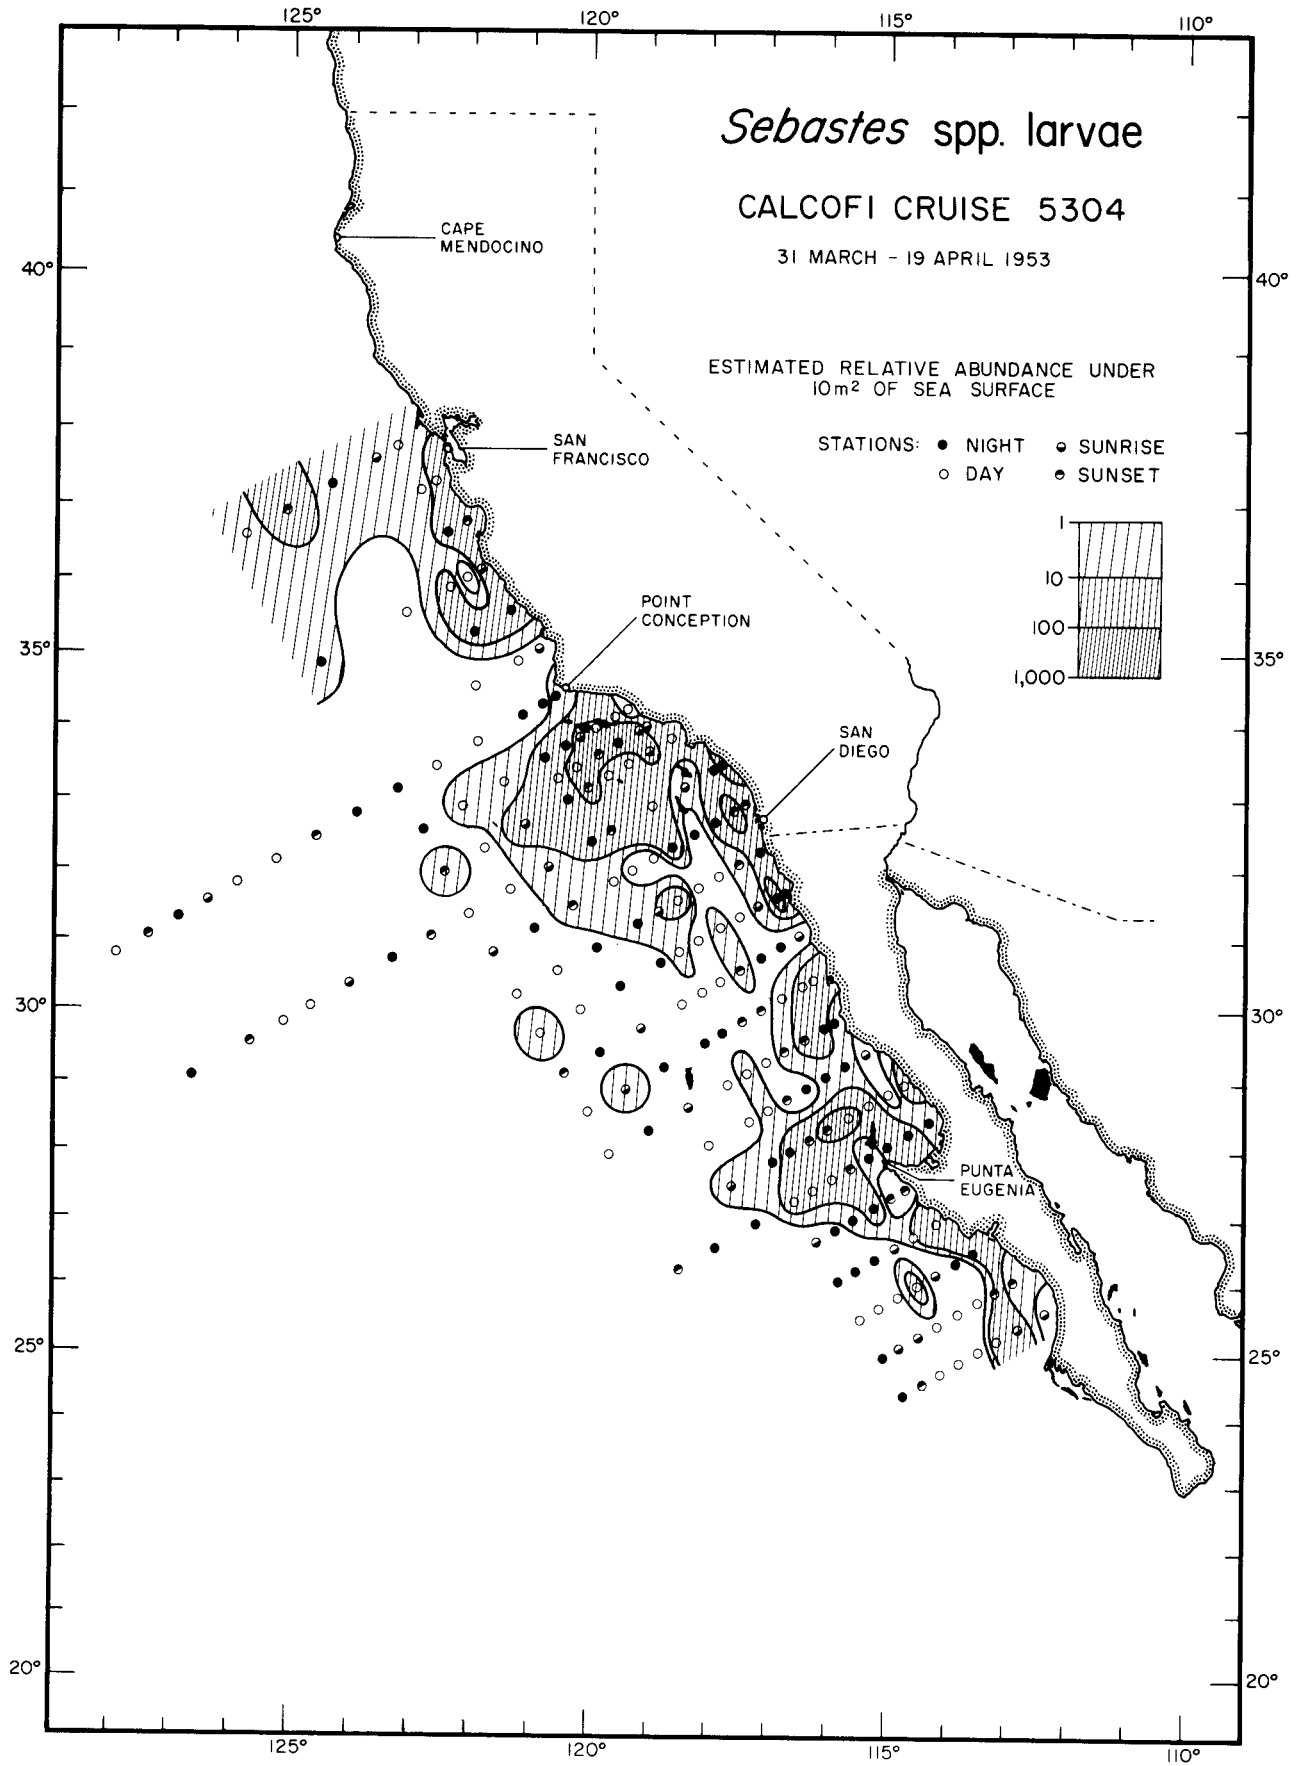 125° 120° 115° 110°
Sebastes spp. larvae
CALCOFI CRUISE 5304
31 MARCH - 19 APRIL 1953
CAPE
MENDOCINO
40° 40°
ESTIMATED RELATIVE ABUNDANCE UNDER
10m² OF SEA SURFACE
STATIONS: ● NIGHT SUNRISE
○ DAY SUNSET
SAN
FRANCISCO
1
10
100
1,000
POINT
CONCEPTION
35° 35°
SAN
DIEGO
30° 30°
PUNTA
EUGENIA
25° 25°
20° 20°
125° 120° 115° 110°